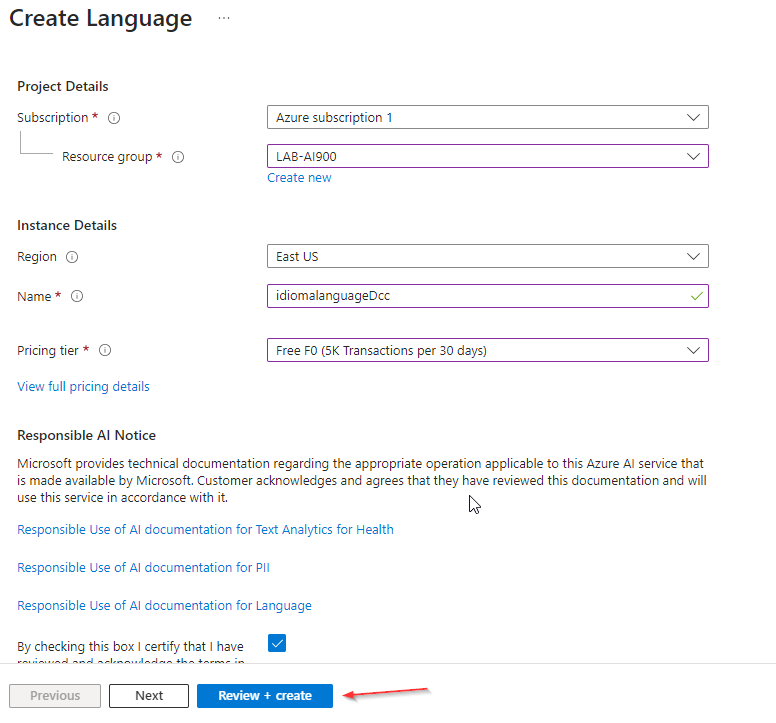 Create Language ...
Project Details
Subscription *
Azure subscription 1
Resource group *
LAB-AI900
Create new
Instance Details
Region
East US
Name *
idiomalanguageDcc
Pricing tier *
Free F0 (5K Transactions per 30 days)
View full pricing details
Responsible AI Notice
Microsoft provides technical documentation regarding the appropriate operation applicable to this Azure AI service that
is made available by Microsoft. Customer acknowledges and agrees that they have reviewed this documentation and will
use this service in accordance with it.
Responsible Use of AI documentation for Text Analytics for Health
Responsible Use of AI documentation for PII
Responsible Use of AI documentation for Language
By checking this box I certify that I have
reviewed and acknowledge the terms in
Previous
Next
Review + create